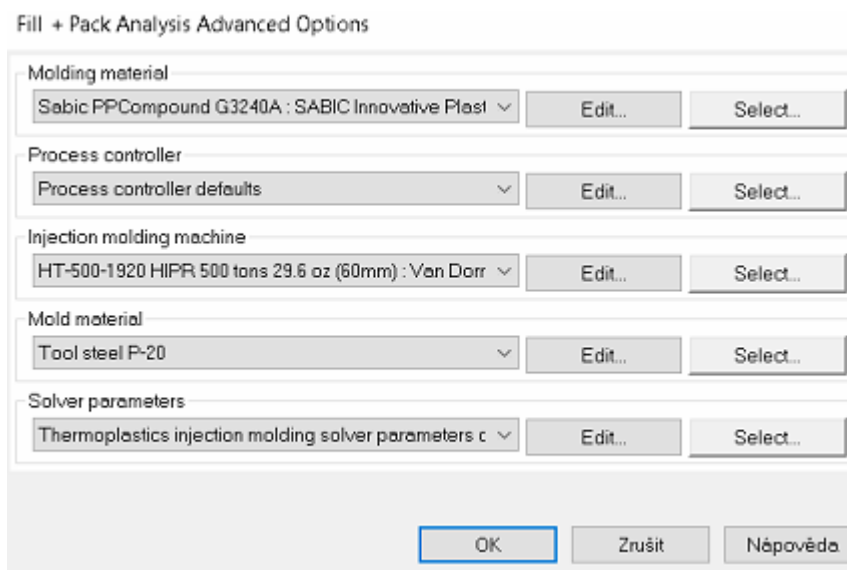 Fill + Pack Analysis Advanced Options
Molding material
Sabic PPCompound G3240A : SABIC Innovative Plast Edit... Select...
Process controller
Process controller defaults Edit... Select...
Injection molding machine
HT-500-1920 HIPR 500 tons 29.6 oz (60mm) : Van Dorr Edit... Select...
Mold material
Tool steel P-20 Edit... Select...
Solver parameters
Thermoplastics injection molding solver parameters c Edit... Select...
OK Zrušit Nápověda